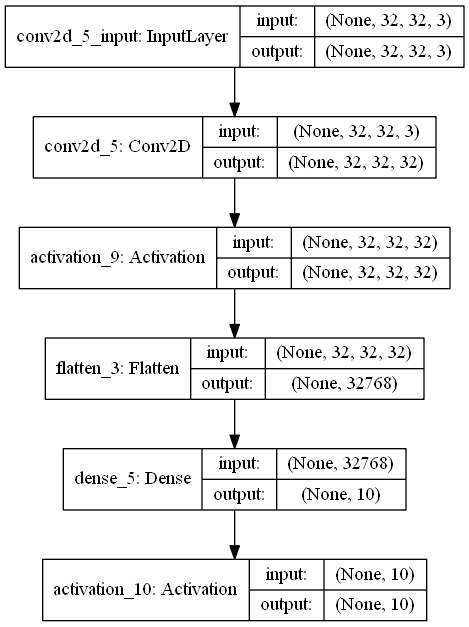 conv2d_5_input: InputLayer
input: (None, 32, 32, 3)
output: (None, 32, 32, 3)
conv2d_5: Conv2D
input: (None, 32, 32, 3)
output: (None, 32, 32, 32)
activation_9: Activation
input: (None, 32, 32, 32)
output: (None, 32, 32, 32)
flatten_3: Flatten
input: (None, 32, 32, 32)
output: (None, 32768)
dense_5: Dense
input: (None, 32768)
output: (None, 10)
activation_10: Activation
input: (None, 10)
output: (None, 10)